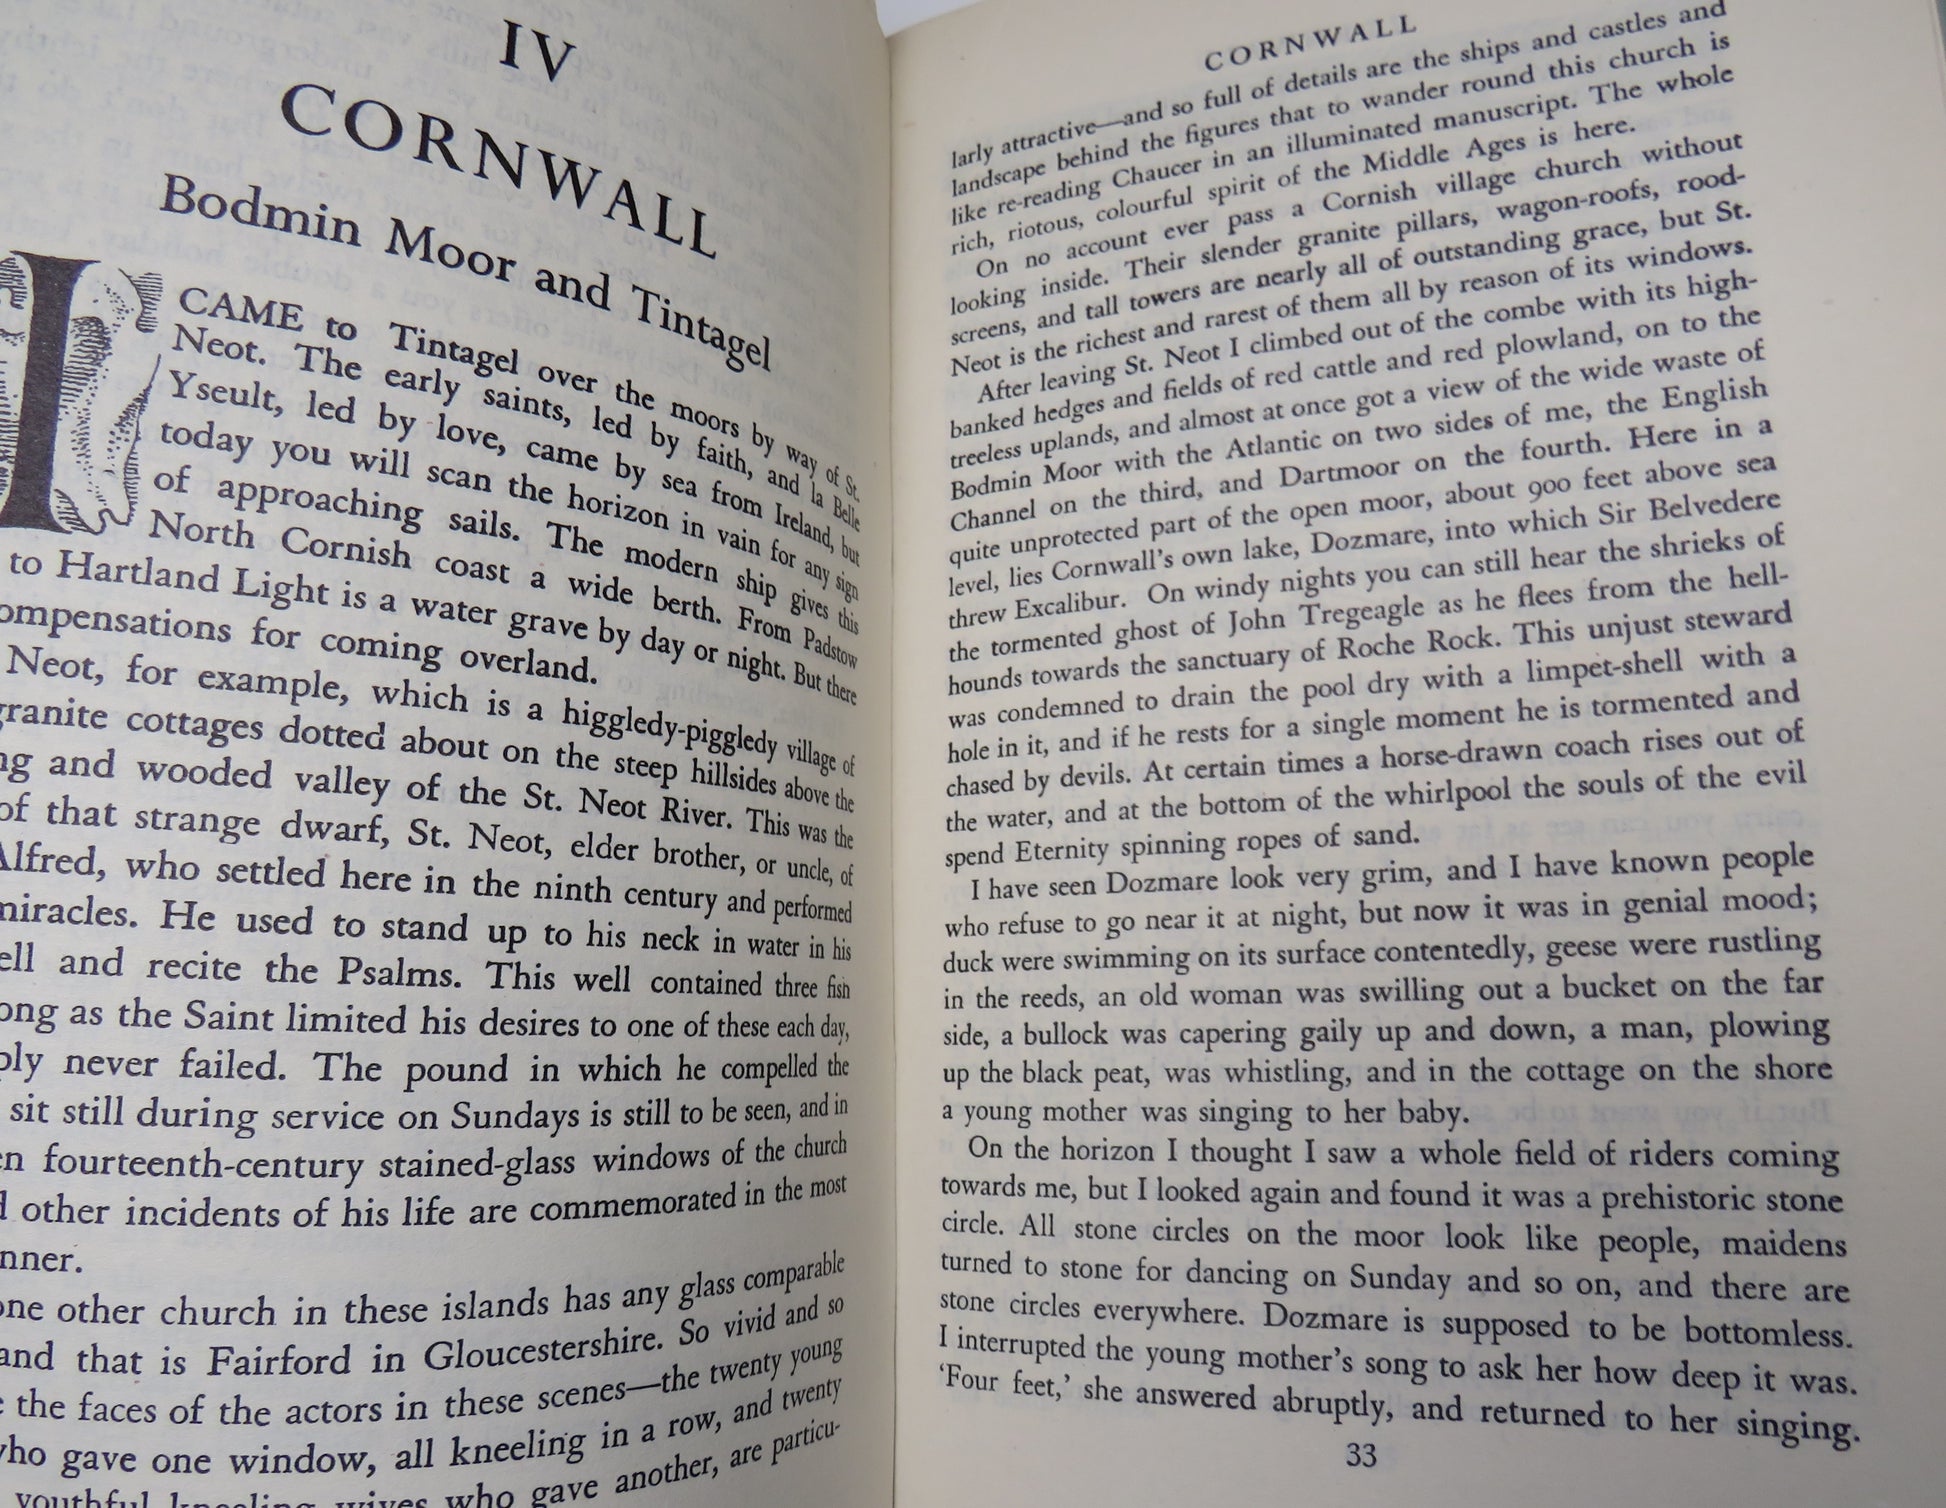 IV
CORNWALL
Bodmin Moor and Tintagel
I CAME to Tintagel over the moors by way of St.
Neot. The early saints, led by faith, and la Belle
Yseult, led by love, came by sea from Ireland, but
today you will scan the horizon in vain for any sign
of approaching sails. The modern ship gives this
North Cornish coast a wide berth. From Padstow
to Hartland Light is a water grave by day or night. But there
ompensations for coming overland.
Neot, for example, which is a higgledy-piggledy village of
granite cottages dotted about on the steep hillsides above the
ng and wooded valley of the St. Neot River. This was the
of that strange dwarf, St. Neot, elder brother, or uncle, of
Alfred, who settled here in the ninth century and performed
miracles. He used to stand up to his neck in water in his
ell and recite the Psalms. This well contained three fish
ong as the Saint limited his desires to one of these each day,
ply never failed. The pound in which he compelled the
sit still during service on Sundays is still to be seen, and in
en fourteenth-century stained-glass windows of the church
d other incidents of his life are commemorated in the most
nner.
one other church in these islands has any glass comparable
and that is Fairford in Gloucestershire. So vivid and so
the faces of the actors in these scenes—the twenty young
who gave one window, all kneeling in a row, and twenty
youthful kneeling wives who gave another, are particu-
CORNWALL
larly attractive—and so full of details are the ships and castles and
landscape behind the figures that to wander round this church is
like re-reading Chaucer in an illuminated manuscript. The whole
rich, riotous, colourful spirit of the Middle Ages is here.
On no account ever pass a Cornish village church without
looking inside. Their slender granite pillars, wagon-roofs, rood-
screens, and tall towers are nearly all of outstanding grace, but St.
Neot is the richest and rarest of them all by reason of its windows.
After leaving St. Neot I climbed out of the combe with its high-
banked hedges and fields of red cattle and red plowland, on to the
treeless uplands, and almost at once got a view of the wide waste of
Bodmin Moor with the Atlantic on two sides of me, the English
Channel on the third, and Dartmoor on the fourth. Here in a
quite unprotected part of the open moor, about 900 feet above sea
level, lies Cornwall's own lake, Dozmare, into which Sir Belvedere
threw Excalibur. On windy nights you can still hear the shrieks of
the tormented ghost of John Tregeagle as he flees from the hell-
hounds towards the sanctuary of Roche Rock. This unjust steward
was condemned to drain the pool dry with a limpet-shell with a
hole in it, and if he rests for a single moment he is tormented and
chased by devils. At certain times a horse-drawn coach rises out of
the water, and at the bottom of the whirlpool the souls of the evil
spend Eternity spinning ropes of sand.
I have seen Dozmare look very grim, and I have known people
who refuse to go near it at night, but now it was in genial mood;
duck were swimming on its surface contentedly, geese were rustling
in the reeds, an old woman was swilling out a bucket on the far
side, a bullock was capering gaily up and down, a man, plowing
up the black peat, was whistling, and in the cottage on the shore
a young mother was singing to her baby.
On the horizon I thought I saw a whole field of riders coming
towards me, but I looked again and found it was a prehistoric stone
circle. All stone circles on the moor look like people, maidens
turned to stone for dancing on Sunday and so on, and there are
stone circles everywhere. Dozmare is supposed to be bottomless.
I interrupted the young mother's song to ask her how deep it was.
'Four feet,' she answered abruptly, and returned to her singing.
33